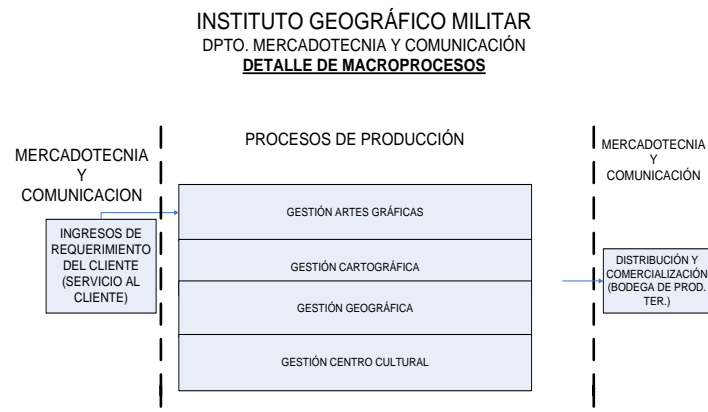 INSTITUTO GEOGRÁFICO MILITAR
DPTO. MERCADOTECNIA Y COMUNICACIÓN
DETALLE DE MACROPROCESOS
MERCADOTECNIA
Y
COMUNICACION
INGRESOS DE
REQUERIMIENTO
DEL CLIENTE
(SERVICIO AL
CLIENTE)
PROCESOS DE PRODUCCIÓN
GESTIÓN ARTES GRÁFICAS
GESTIÓN CARTOGRÁFICA
GESTIÓN GEOGRÁFICA
GESTIÓN CENTRO CULTURAL
MERCADOTECNIA
Y
COMUNICACIÓN
DISTRIBUCIÓN Y
COMERCIALIZACIÓN
(BODEGA DE PROD.
TER.)